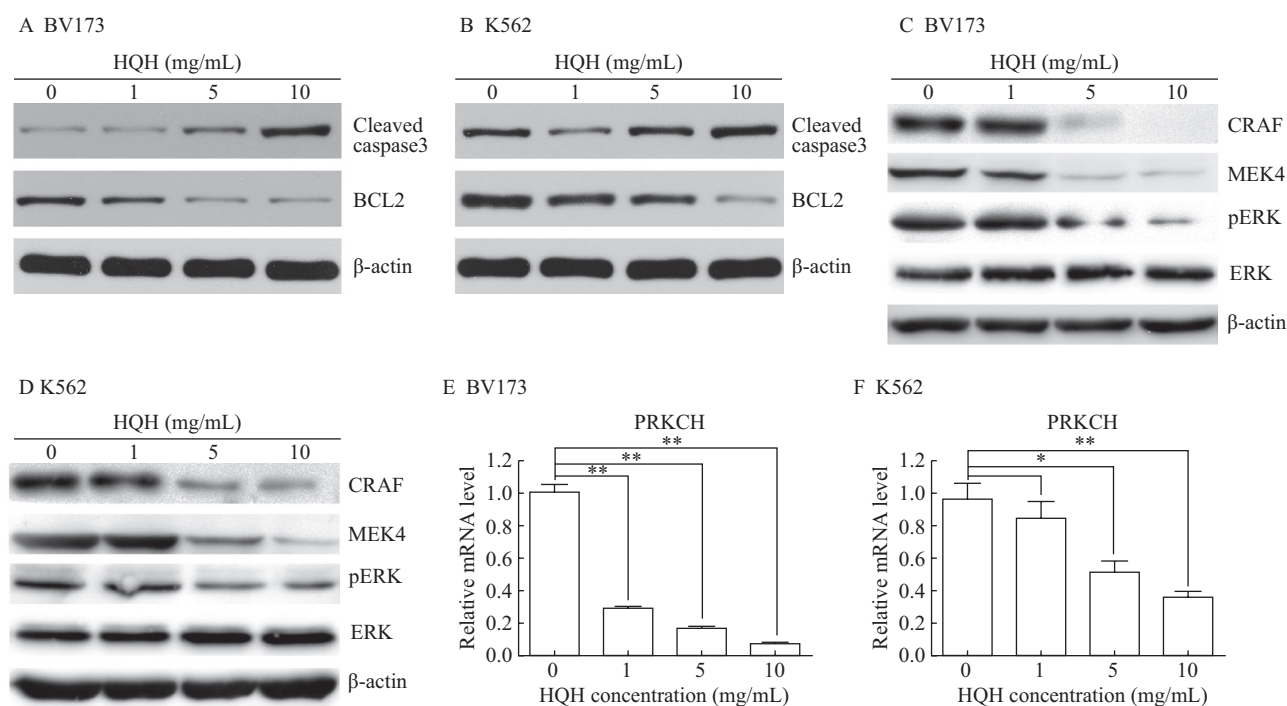 A BV173
HQH (mg/mL)
0 1 5 10
Cleaved
caspase3
BCL2
β-actin
B K562
HQH (mg/mL)
0 1 5 10
Cleaved
caspase3
BCL2
β-actin
C BV173
HQH (mg/mL)
0 1 5 10
CRAF
MEK4
pERK
ERK
β-actin
D K562
HQH (mg/mL)
0 1 5 10
CRAF
MEK4
pERK
ERK
β-actin
E BV173
PRKCH
**
**
**
Relative mRNA level
1.2
1.0
0.8
0.6
0.4
0.2
0.0
0 1 5 10
HQH concentration (mg/mL)
F K562
PRKCH
**
*
Relative mRNA level
1.2
1.0
0.8
0.6
0.4
0.2
0.0
0 1 5 10
HQH concentration (mg/mL)